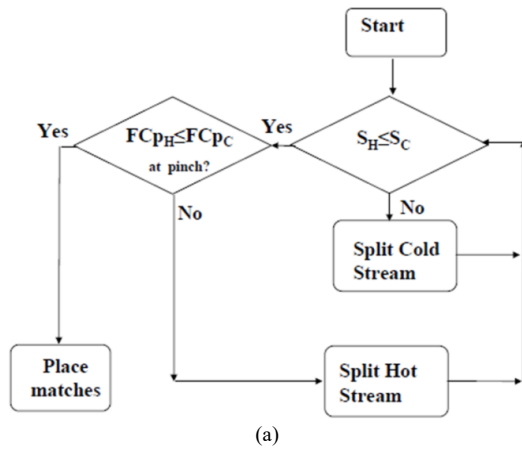 Start
Yes
FCpH≤FCpC
at pinch?
Yes
SH≤SC
No
No
Split Cold
Stream
Place
matches
Split Hot
Stream
(a)